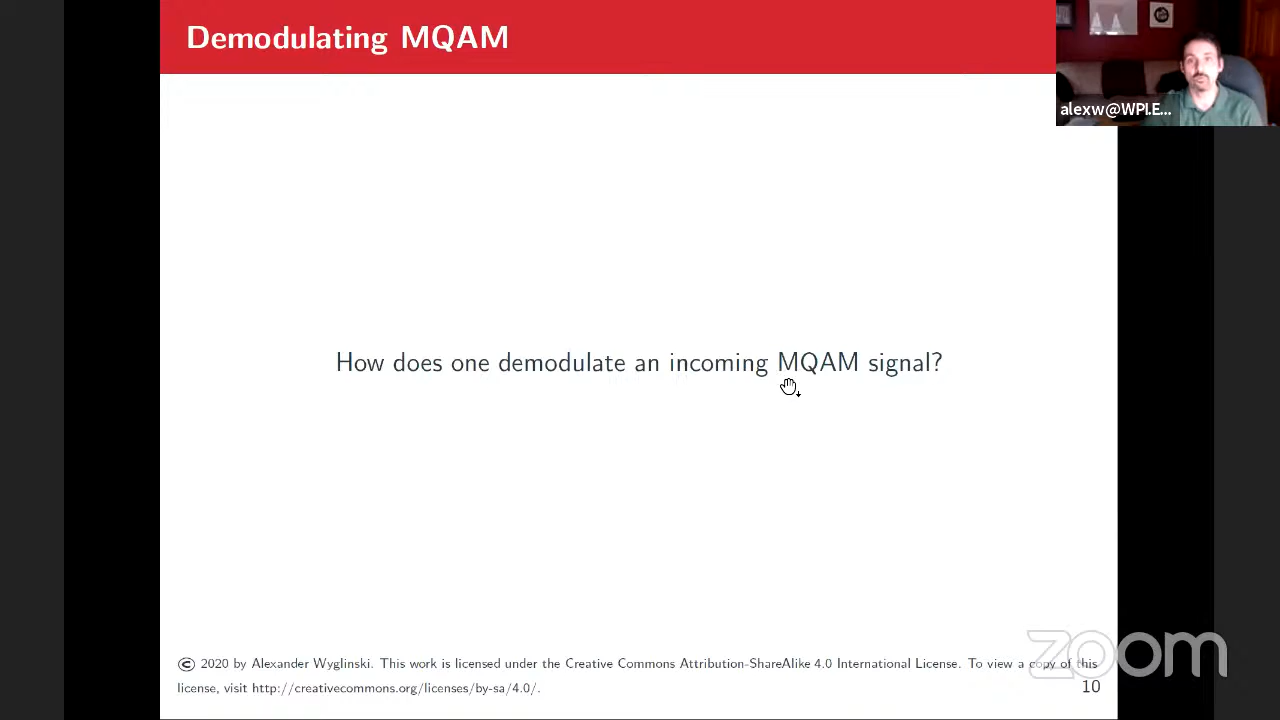 Demodulating MQAM
alexw@WPI.E...
How does one demodulate an incoming MQAM signal?
© 2020 by Alexander Wyglinski. This work is licensed under the Creative Commons Attribution-ShareAlike 4.0 International License. To view a copy of this
license, visit http://creativecommons.org/licenses/by-sa/4.0/.
10
zoom